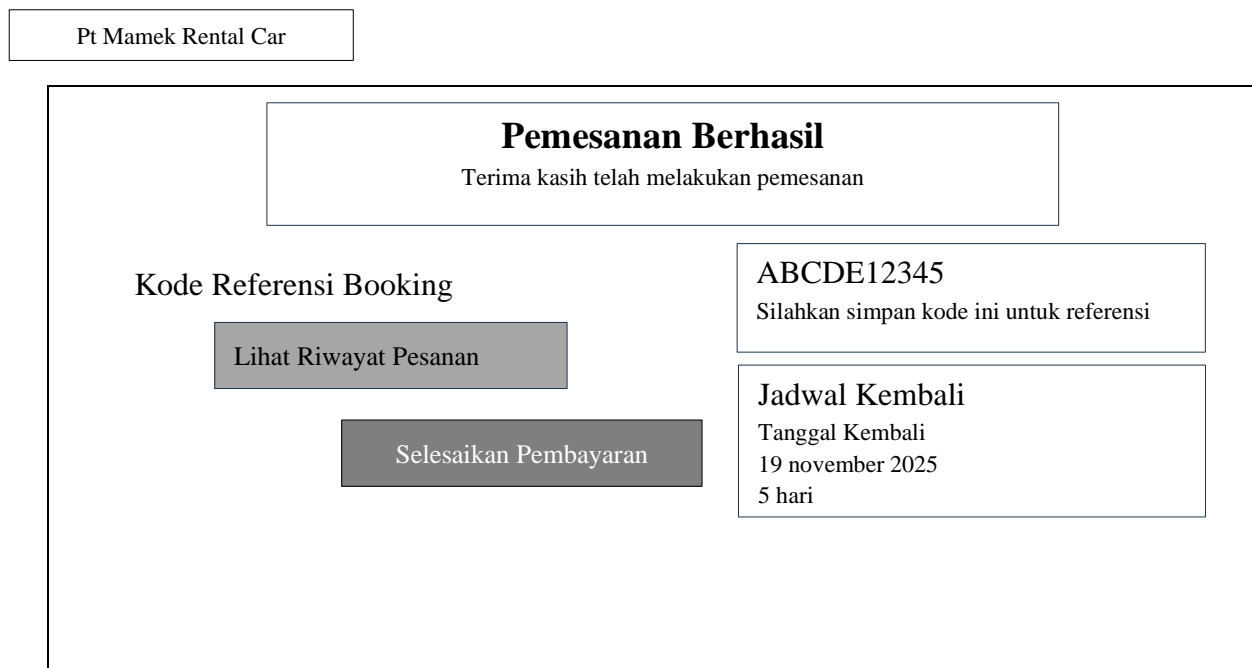 Pt Mamek Rental Car
Pemesanan Berhasil
Terima kasih telah melakukan pemesanan
Kode Referensi Booking
ABCDE12345
Silahkan simpan kode ini untuk referensi
Lihat Riwayat Pesanan
Selesaikan Pembayaran
Jadwal Kembali
Tanggal Kembali
19 november 2025
5 hari